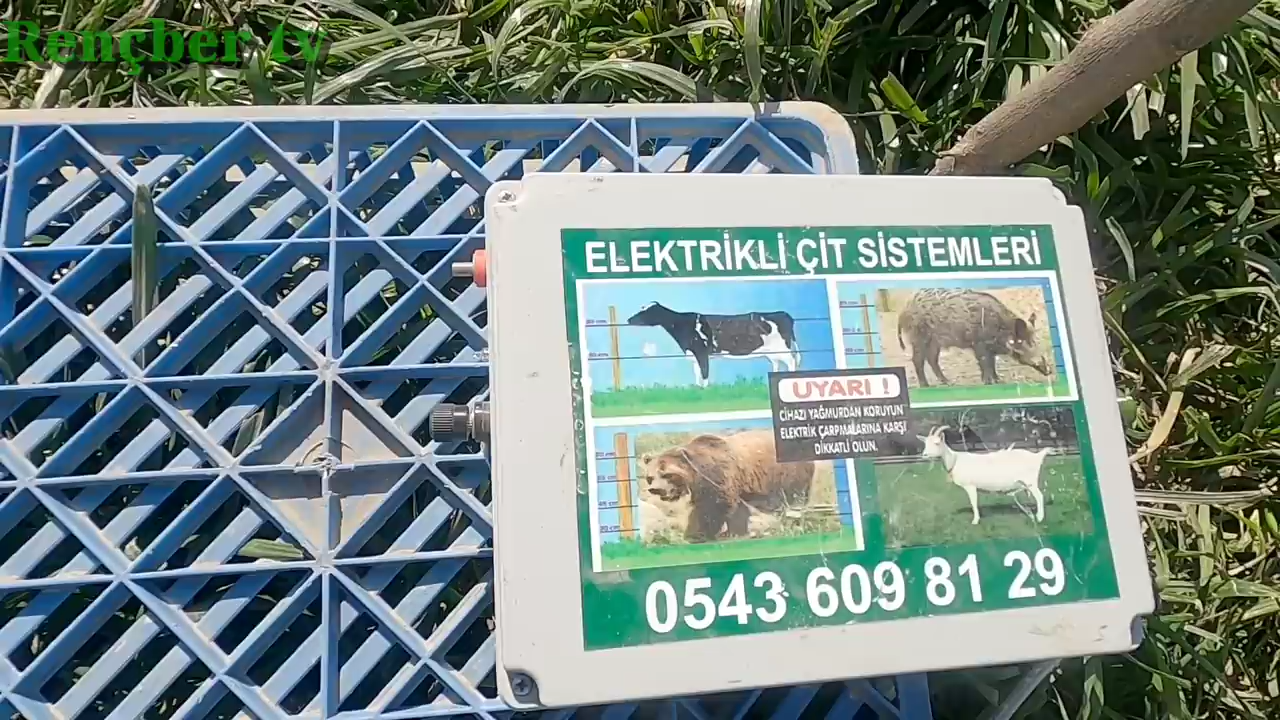 Rençber tv
ELEKTRİKLİ ÇİT SİSTEMLERİ
UYARI !
CİHAZI YAĞMURDAN KORUYUN
ELEKTRİK ÇARPMALARINA KARŞI
DİKKATLİ OLUN.
0543 609 81 29